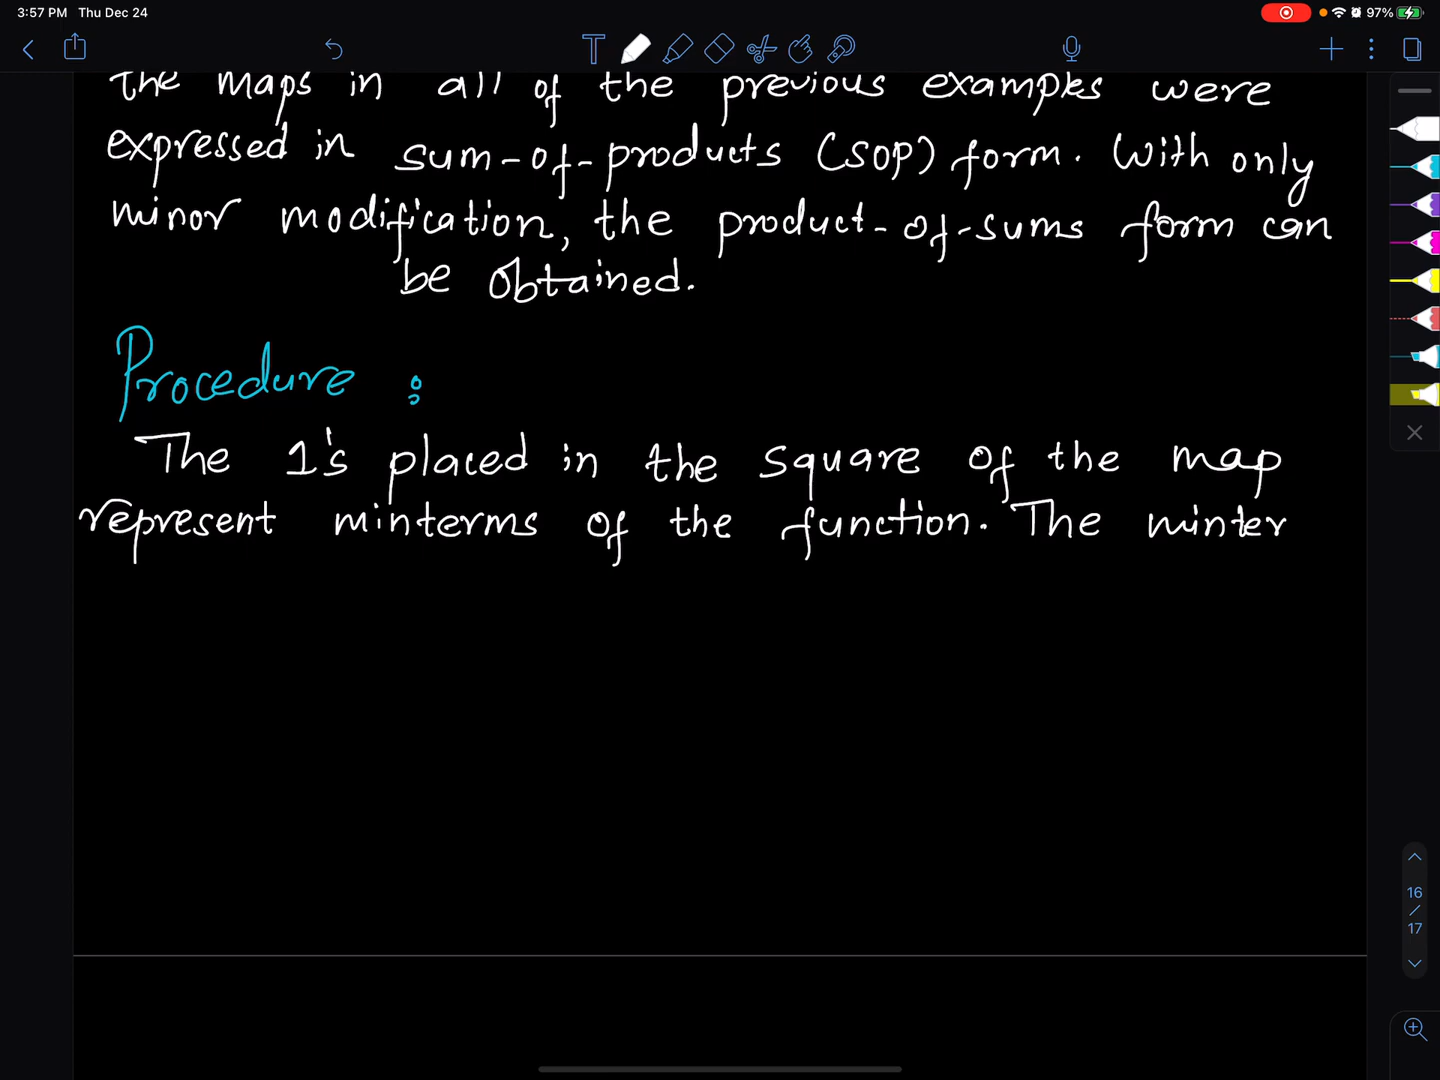 3:57 PM Thu Dec 24 97%
the maps in all of the previous examples were
expressed in sum-of-products (SOP) form. With only
minor modification, the product-of-sums form can
be obtained.
Procedure :
The 1's placed in the square of the map
represent minterms of the function. The minter
16
/
17